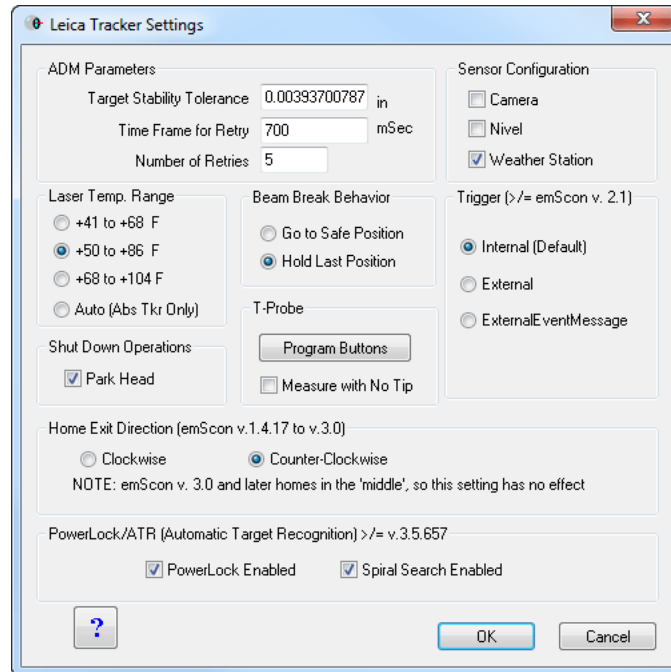 Leica Tracker Settings
ADM Parameters
Target Stability Tolerance 0.00393700787 in
Time Frame for Retry 700 mSec
Number of Retries 5
Sensor Configuration
Camera
Nivel
Weather Station
Laser Temp. Range
+41 to +68 F
+50 to +86 F
+68 to +104 F
Auto (Abs Tkr Only)
Beam Break Behavior
Go to Safe Position
Hold Last Position
Trigger (>/= emScon v. 2.1)
Internal (Default)
External
ExternalEventMessage
T-Probe
Program Buttons
Measure with No Tip
Shut Down Operations
Park Head
Home Exit Direction (emScon v.1.4.17 to v.3.0)
Clockwise
Counter-Clockwise
NOTE: emScon v. 3.0 and later homes in the 'middle', so this setting has no effect
PowerLock/ATR (Automatic Target Recognition) >/= v.3.5.657
PowerLock Enabled
Spiral Search Enabled
?
OK
Cancel